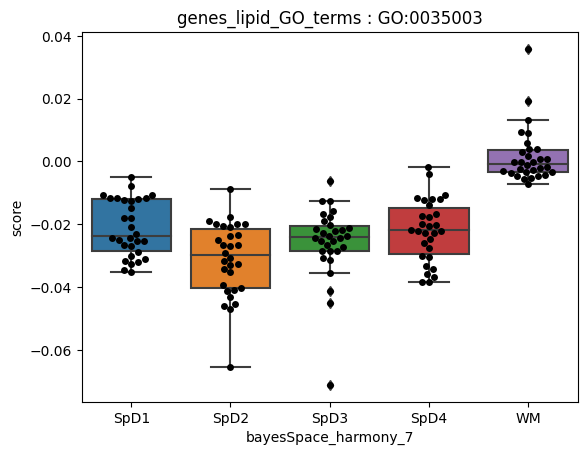 genes_lipid_GO_terms : GO:0035003
0.04
0.02
0.00
−0.02
−0.04
−0.06
score
SpD1 SpD2 SpD3 SpD4 WM
bayesSpace_harmony_7